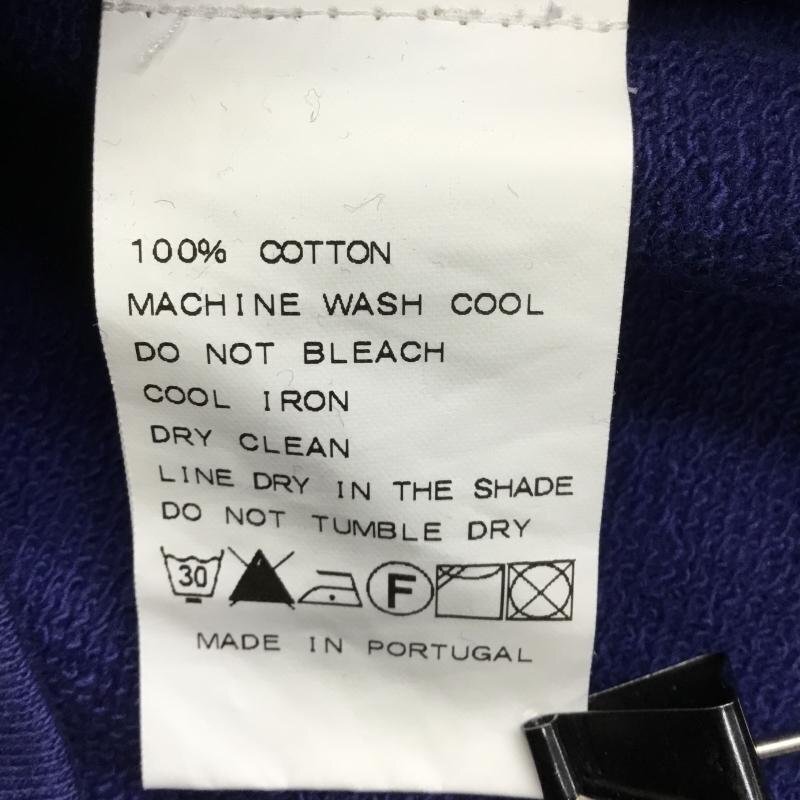 100% COTTON
MACHINE WASH COOL
DO NOT BLEACH
COOL IRON
DRY CLEAN
LINE DRY IN THE SHADE
DO NOT TUMBLE DRY
30 F
MADE IN PORTUGAL